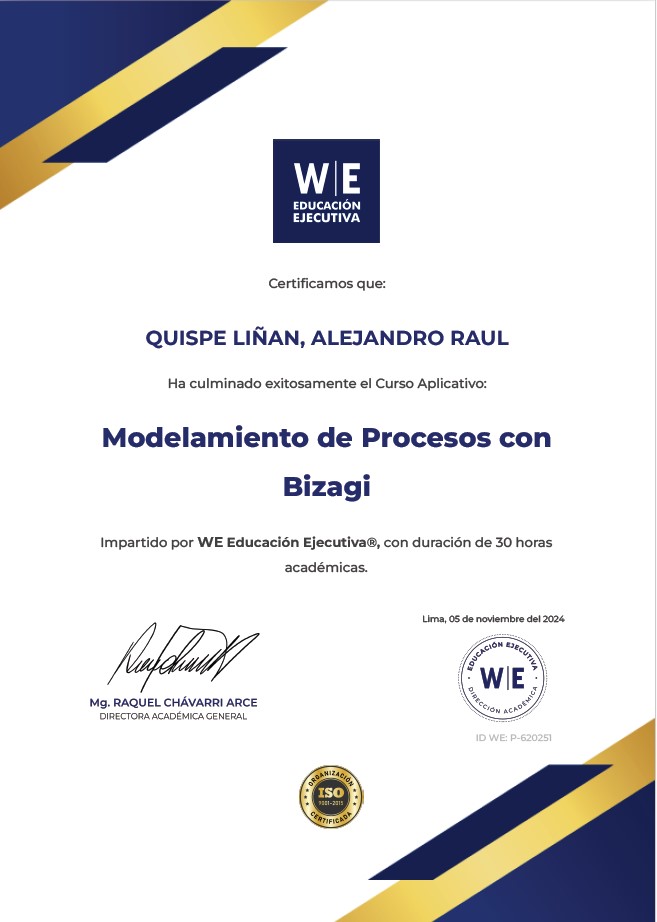 W|E
EDUCACIÓN
EJECUTIVA
Certificamos que:
QUISPE LIÑAN, ALEJANDRO RAUL
Ha culminado exitosamente el Curso Aplicativo:
Modelamiento de Procesos con
Bizagi
Impartido por WE Educación Ejecutiva®, con duración de 30 horas
académicas.
Lima, 05 de noviembre del 2024
EDUCACIÓN EJECUTIVA
W|E
DIRECCIÓN ACADÉMICA
Mg. RAQUEL CHÁVARRI ARCE
DIRECTORA ACADÉMICA GENERAL
ID WE: P-620251
ORGANIZACIÓN
ISO
9001-2015
CERTIFICADA